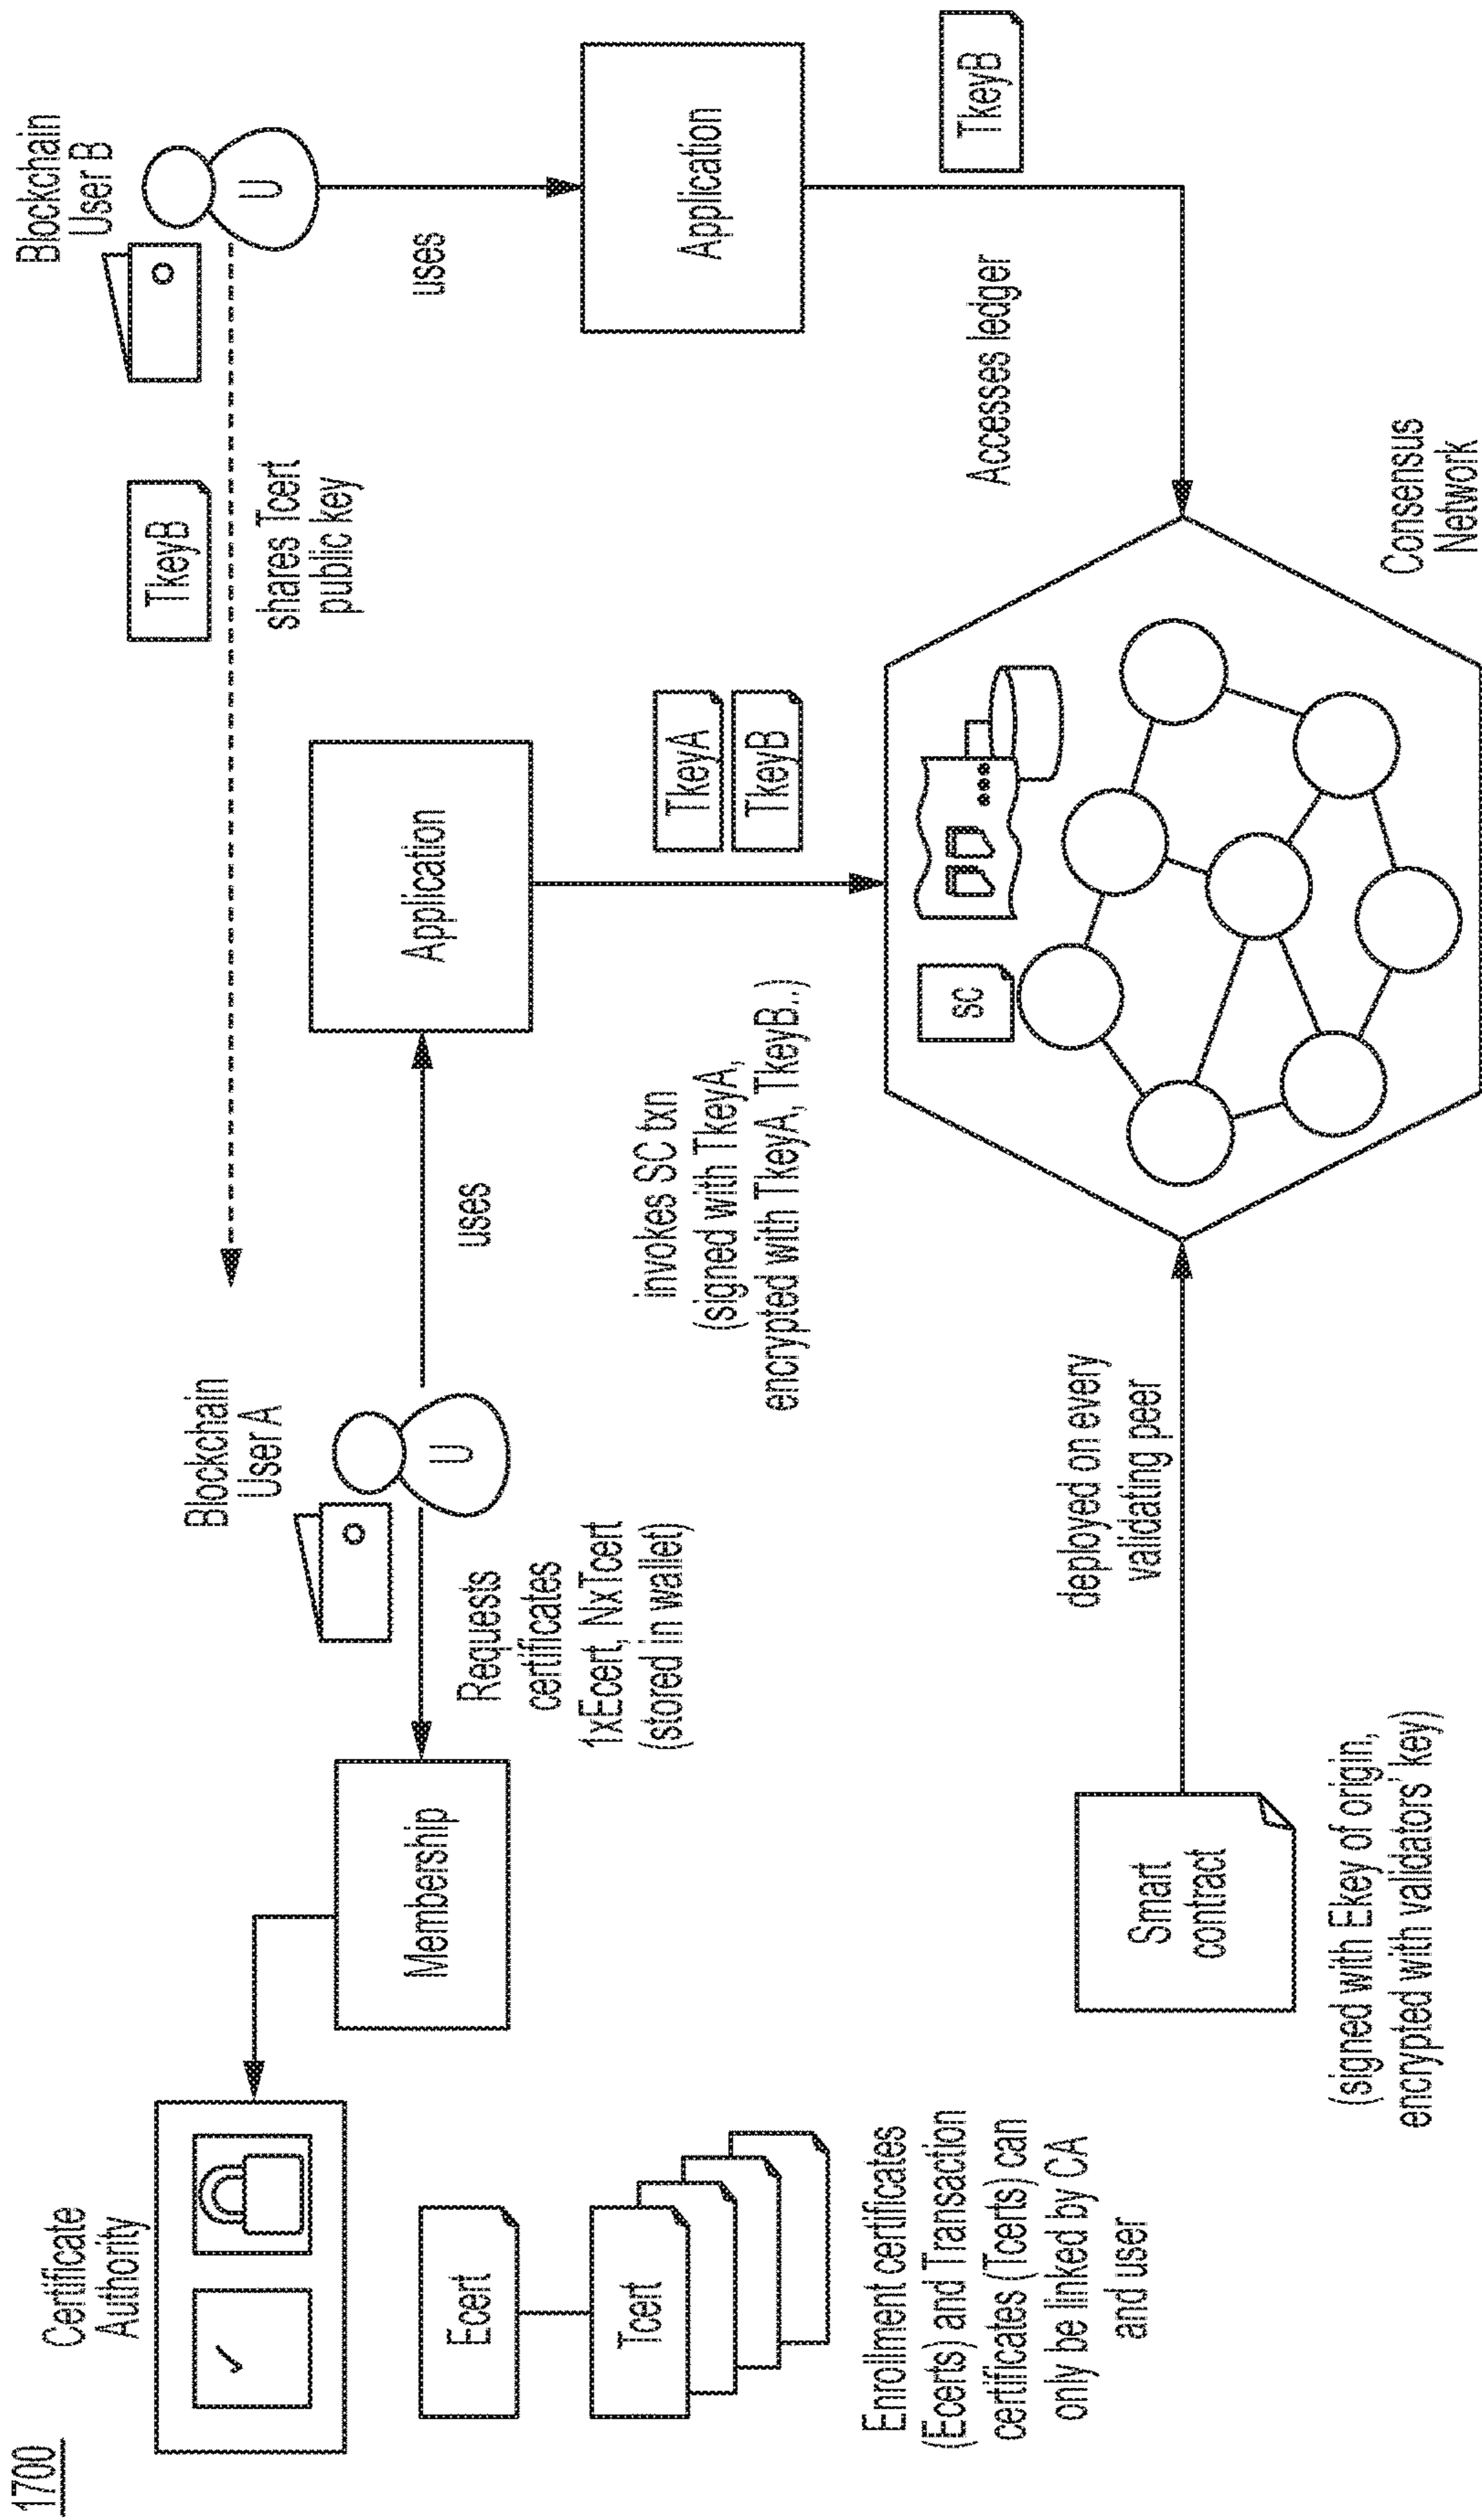 1700
Certificate
Authority
Ecert
Tcert
Enrollment certificates
(Ecerts) and Transaction
certificates (Tcerts) can
only be linked by CA
and user
Membership
Requests
certificates
1xEcert, NxTcert
(stored in wallet)
Blockchain
User A
U
uses
Application
TkeyB
shares Tcert
public key
Blockchain
User B
U
uses
Application
TkeyB
Accesses ledger
invokes SC txn
(signed with TkeyA,
encrypted with TkeyA, TkeyB..)
TkeyA
TkeyB
Smart
contract
(signed with Ekey of origin,
encrypted with validators' key)
deployed on every
validating peer
sc
Consensus
Network